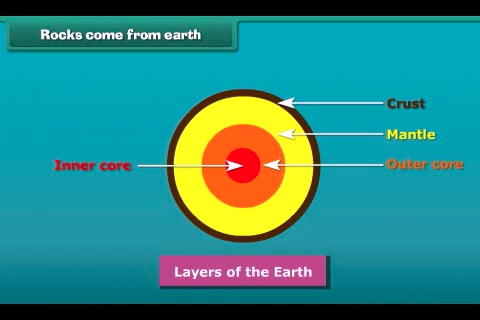 Rocks come from earth
Crust
Mantle
Inner core
Outer core
Layers of the Earth